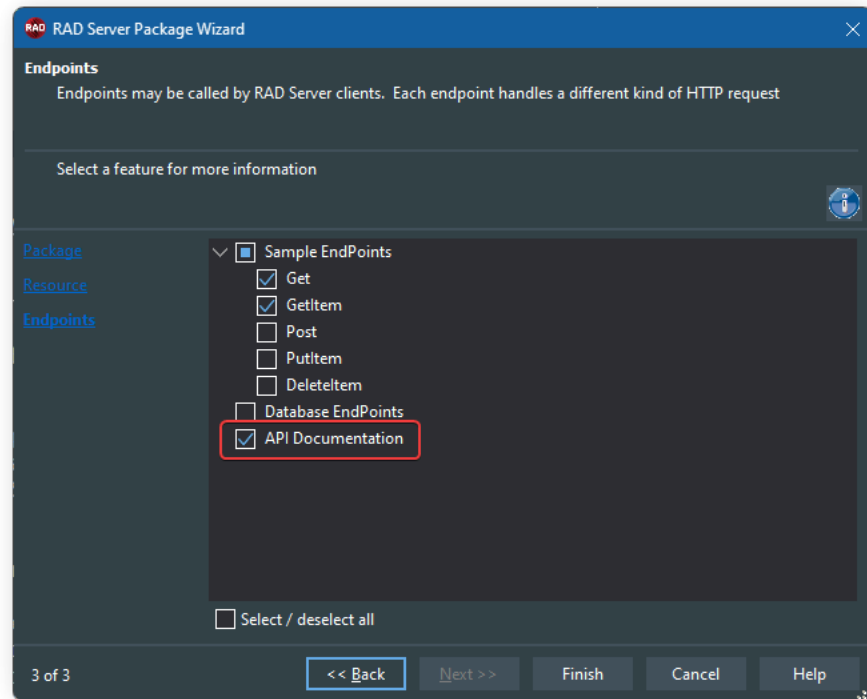 RAD RAD Server Package Wizard
Endpoints
Endpoints may be called by RAD Server clients. Each endpoint handles a different kind of HTTP request
Select a feature for more information
Package
Resource
Endpoints
Sample EndPoints
Get
GetItem
Post
PutItem
DeleteItem
Database EndPoints
API Documentation
Select / deselect all
3 of 3
<< Back
Next >>
Finish
Cancel
Help